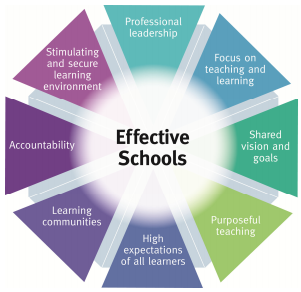 Professional
leadership
Focus on
teaching and
learning
Shared
vision and
goals
Purposeful
teaching
High
expectations
of all learners
Learning
communities
Accountability
Stimulating
and secure
learning
environment
Effective
Schools